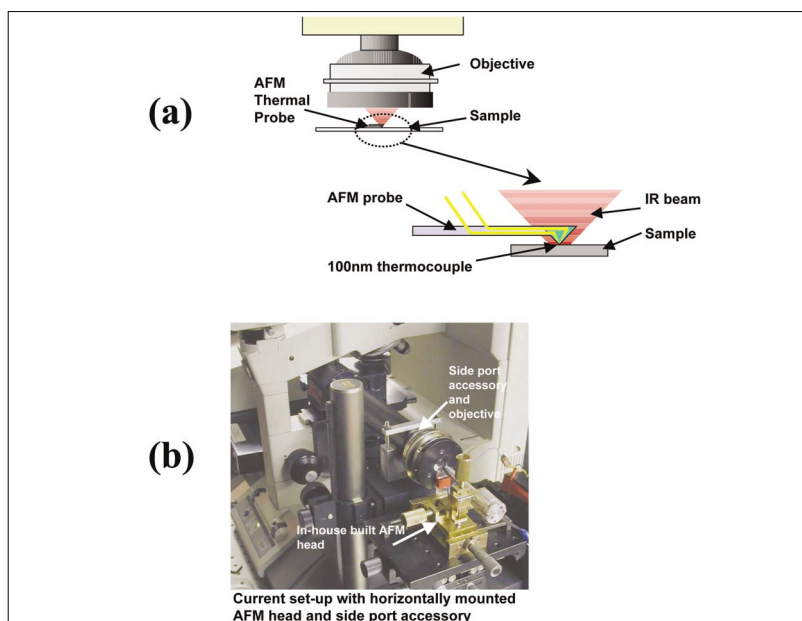 (a)
Objective
AFM
Thermal
Probe
Sample
AFM probe
IR beam
Sample
100nm thermocouple
(b)
Side port
accessory
and
objective
In-house built AFM
head
Current set-up with horizontally mounted
AFM head and side port accessory